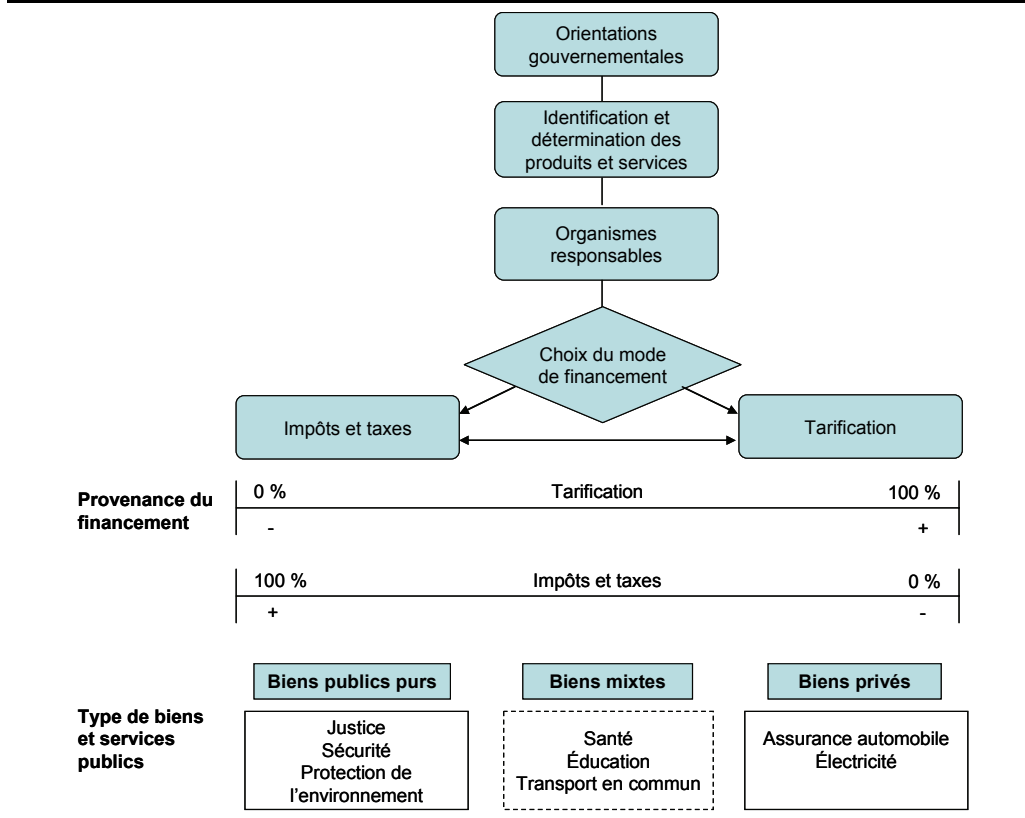 Orientations
gouvernementales
Identification et
détermination des
produits et services
Organismes
responsables
Choix du mode
de financement
Impôts et taxes
Tarification
Provenance du
financement
0 % Tarification 100 %
- +
100 % Impôts et taxes 0 %
+ -
Type de biens
et services
publics
Biens publics purs
Justice
Sécurité
Protection de
l'environnement
Biens mixtes
Santé
Éducation
Transport en commun
Biens privés
Assurance automobile
Électricité